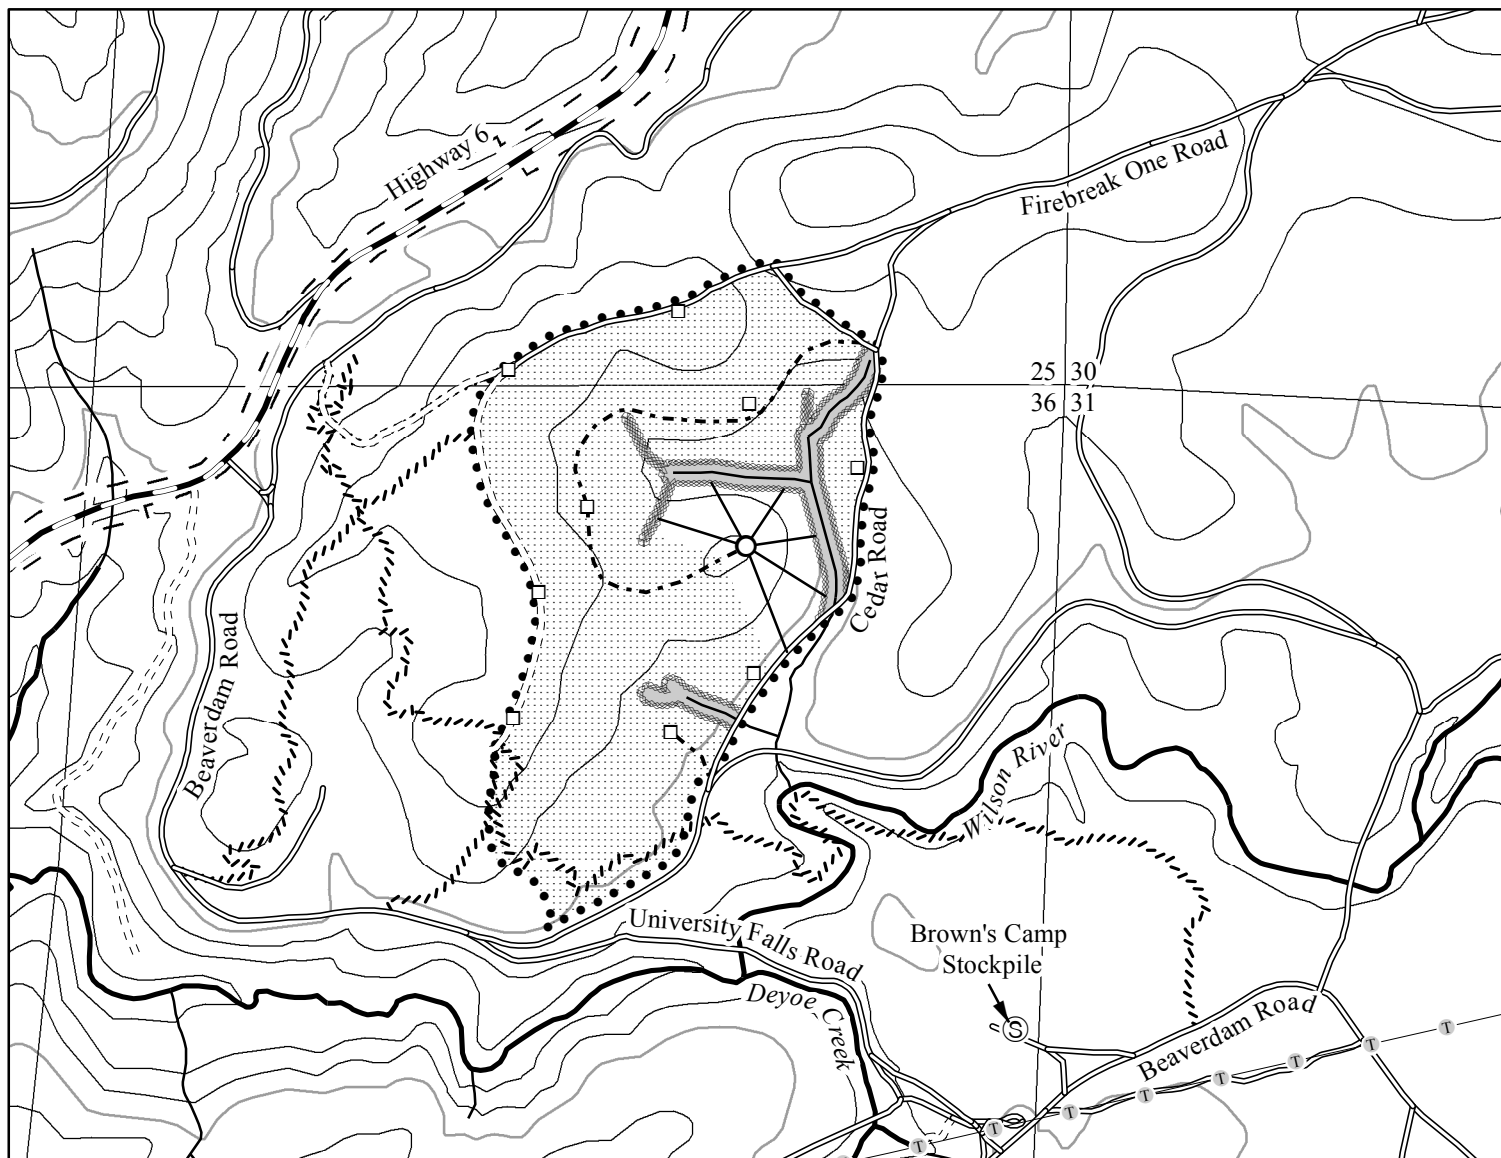 Highway 6
Firebreak One Road
25 30
36 31
Cedar Road
Beaverdam Road
Wilson River
University Falls Road
Brown's Camp
Stockpile
Deyoe Creek
S
Beaverdam Road
T
T
T
T
T
T
T
T